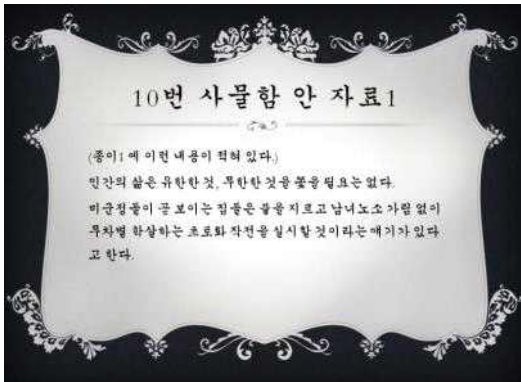 10번 사물함 안 자료1
(종이1 에 이런 내용이 적혀 있다.)
인간의 삶은 유한한 것, 무한한 것을 쫓을 필요는 없다.
미군정들이 곧 보이는 집들은 불을 지르고 남녀노소 가림 없이
무차별 학살하는 초로화 작전을 실시할 것이라는 얘기가 있다
고 한다.